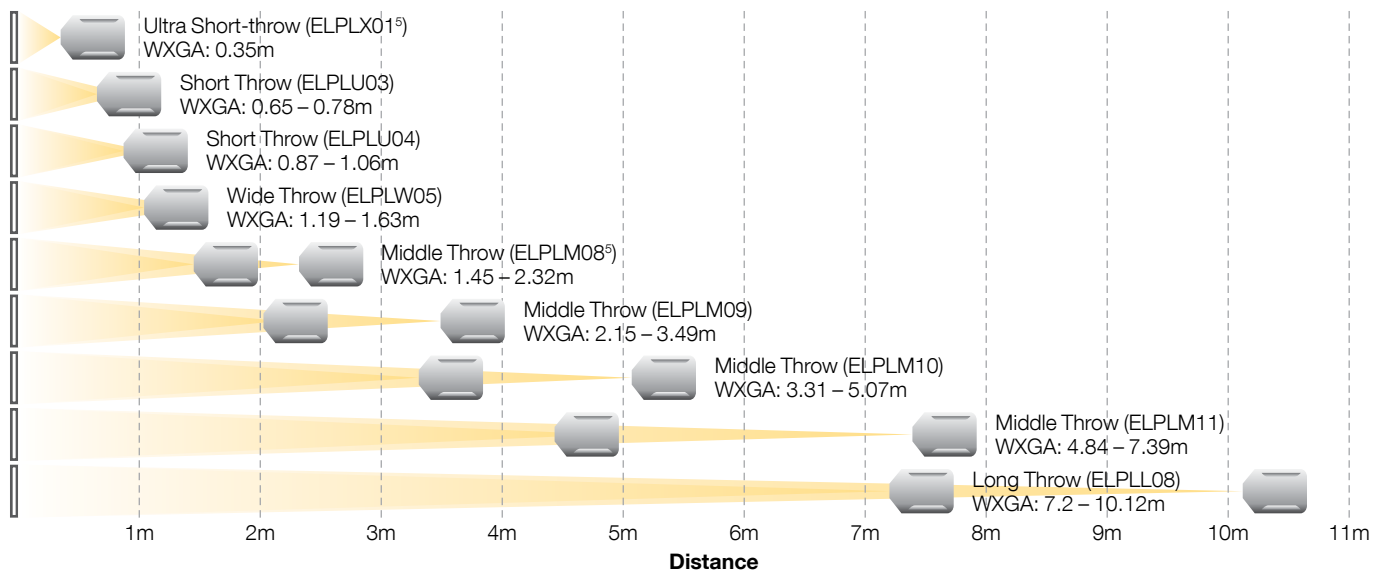 Ultra Short-throw (ELPLX01⁵)
WXGA: 0.35m
Short Throw (ELPLU03)
WXGA: 0.65 – 0.78m
Short Throw (ELPLU04)
WXGA: 0.87 – 1.06m
Wide Throw (ELPLW05)
WXGA: 1.19 – 1.63m
Middle Throw (ELPLM08⁵)
WXGA: 1.45 – 2.32m
Middle Throw (ELPLM09)
WXGA: 2.15 – 3.49m
Middle Throw (ELPLM10)
WXGA: 3.31 – 5.07m
Middle Throw (ELPLM11)
WXGA: 4.84 – 7.39m
Long Throw (ELPLL08)
WXGA: 7.2 – 10.12m
1m 2m 3m 4m 5m 6m 7m 8m 9m 10m 11m
Distance